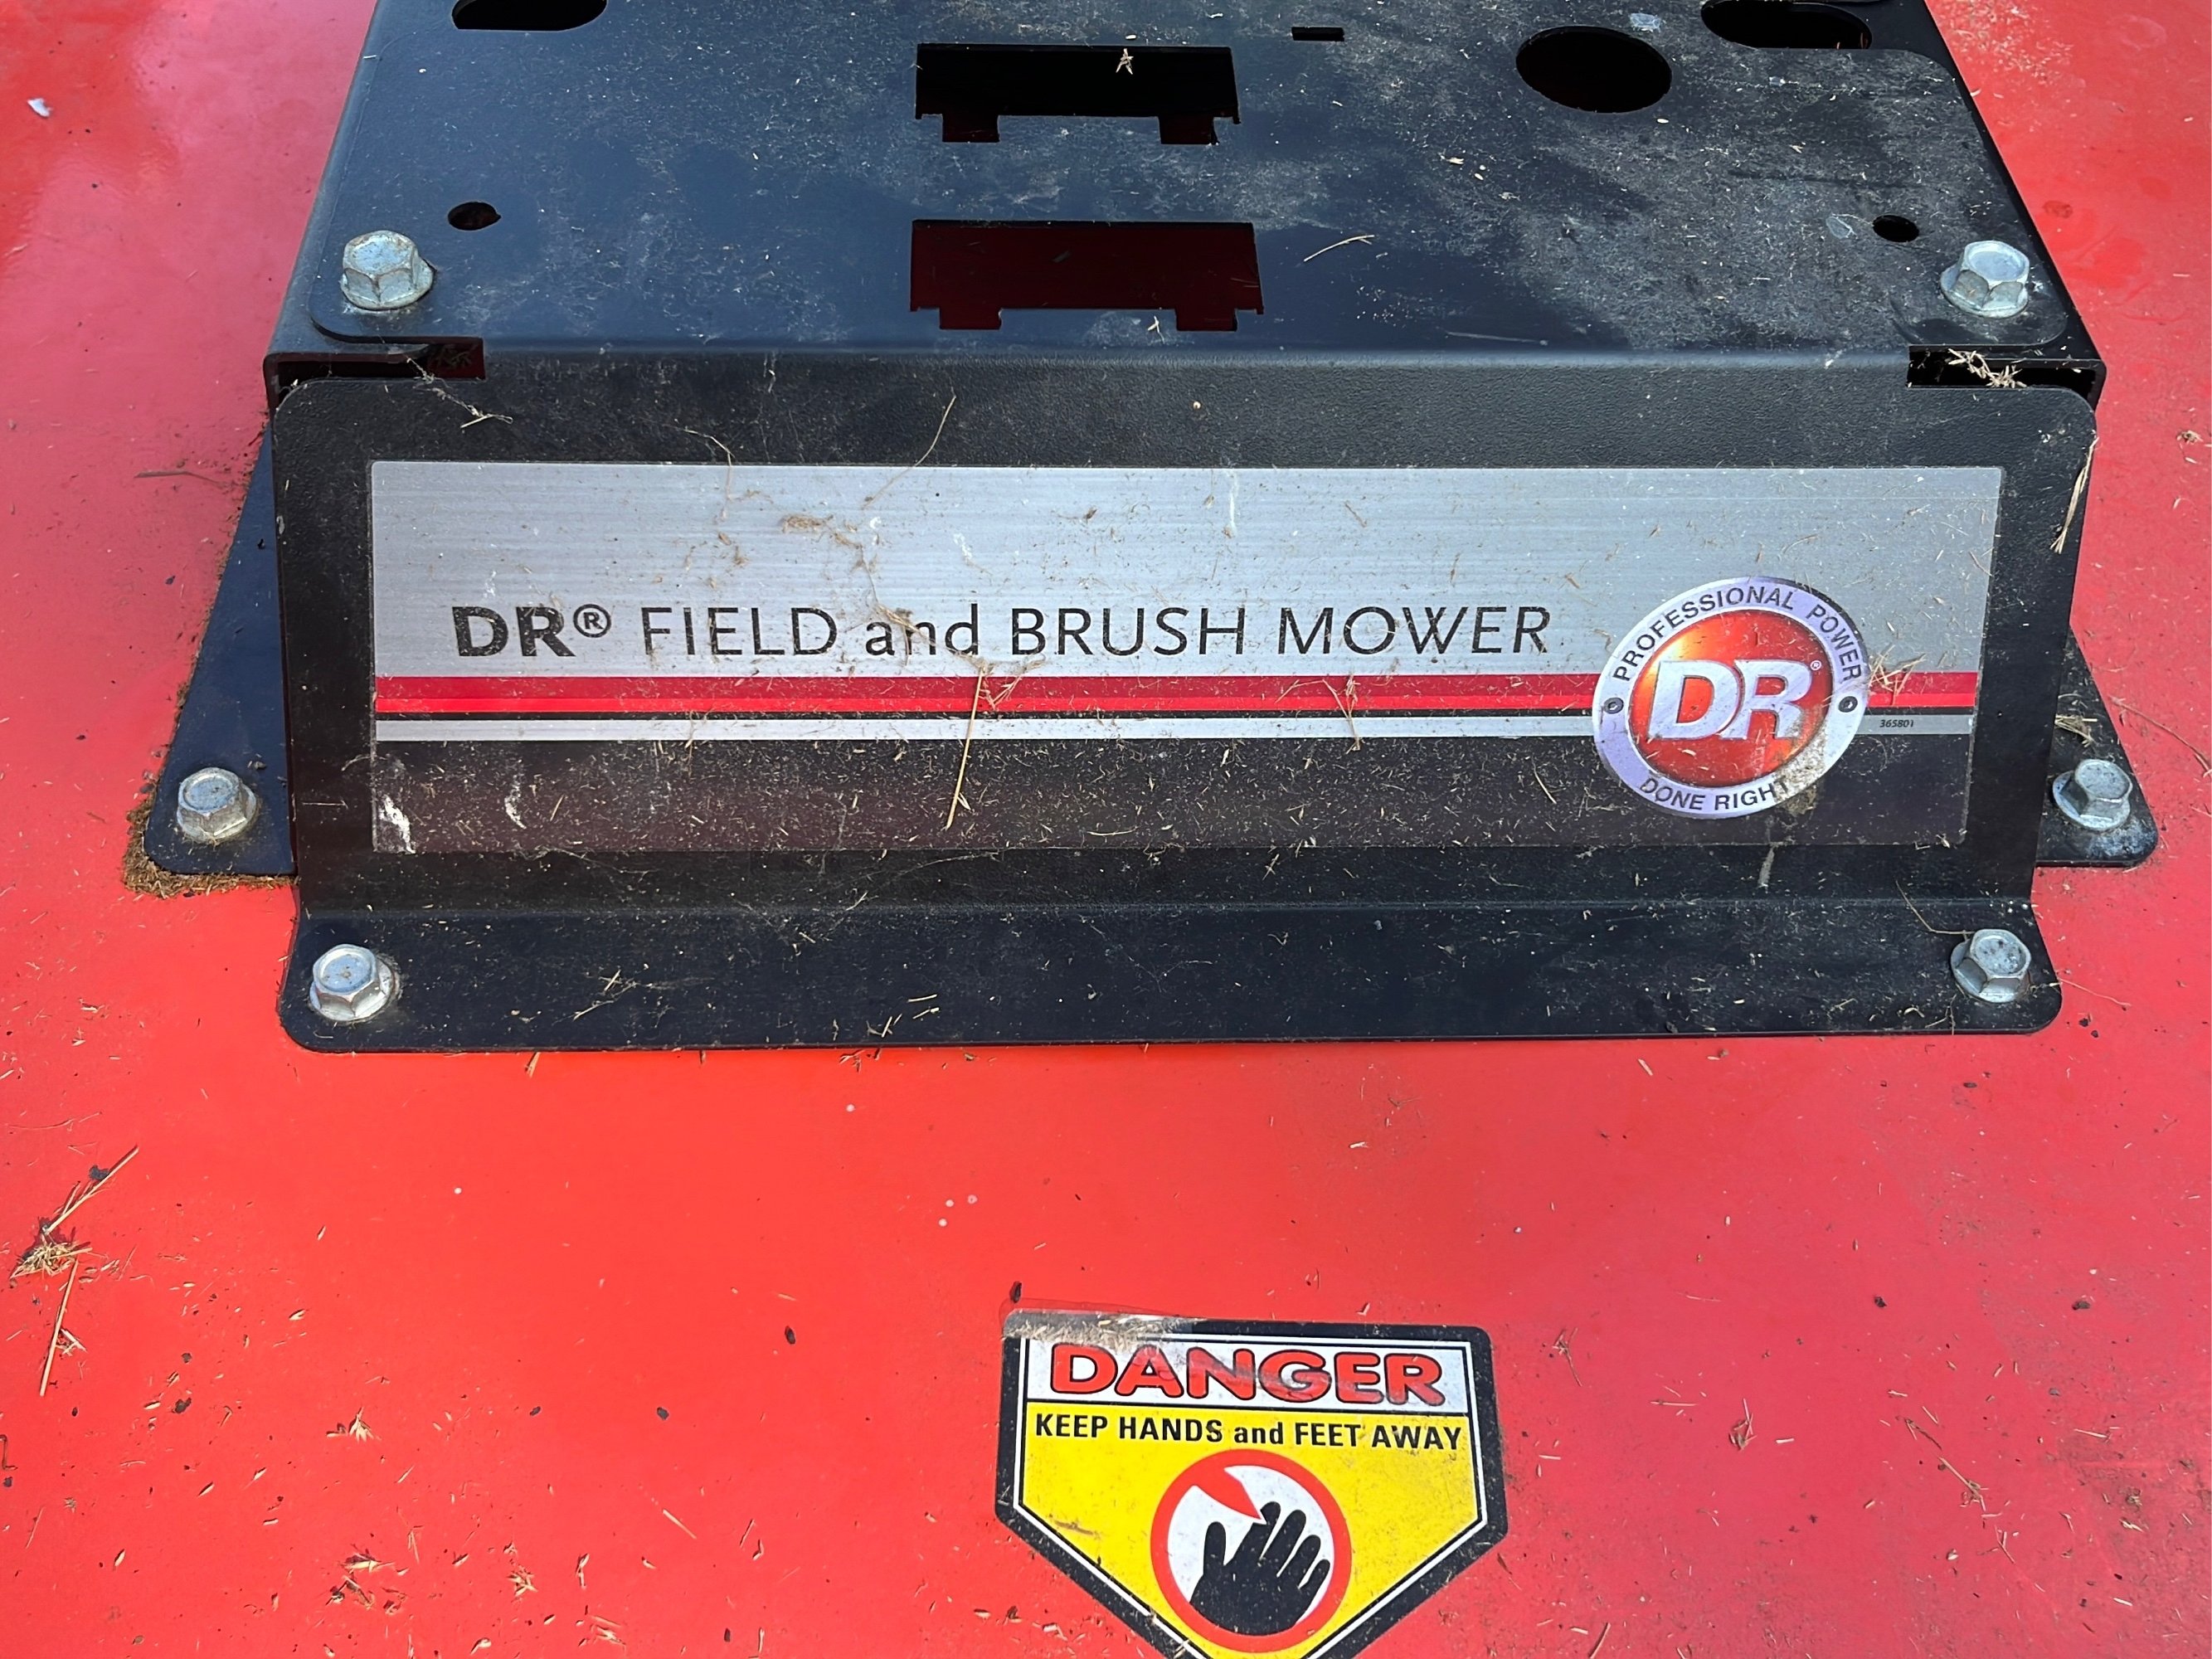 DR® FIELD and BRUSH MOWER
PROFESSIONAL POWER
DR®
DONE RIGHT
365801
DANGER
KEEP HANDS and FEET AWAY